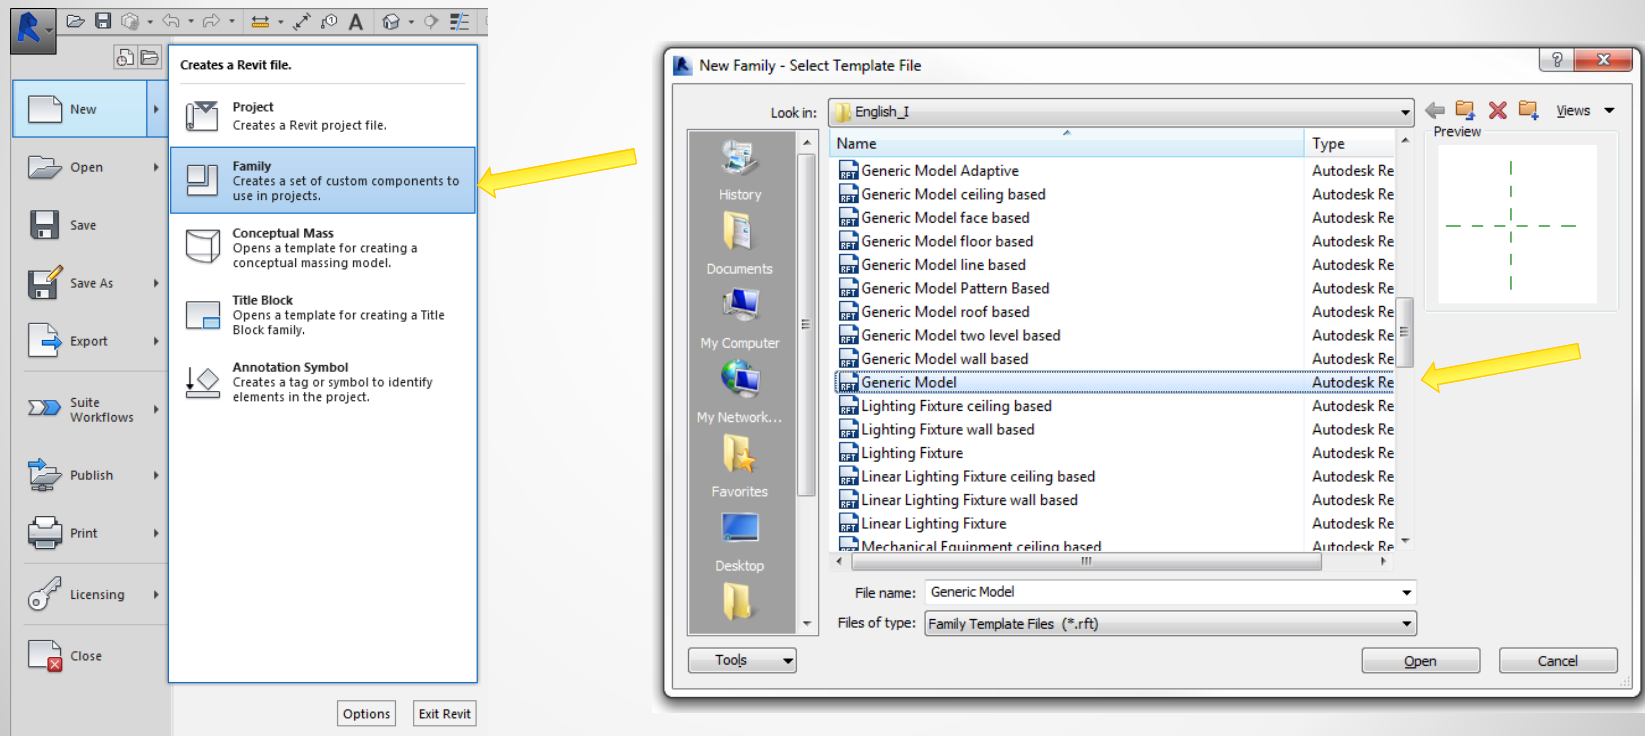 Creates a Revit file.
New
Project
Creates a Revit project file.
Open
Family
Creates a set of custom components to
use in projects.
Save
Conceptual Mass
Opens a template for creating a
conceptual massing model.
Save As
Title Block
Opens a template for creating a Title
Block family.
Export
Annotation Symbol
Creates a tag or symbol to identify
elements in the project.
Suite
Workflows
Publish
Print
Licensing
Close
Options
Exit Revit
New Family - Select Template File
Look in:
English_I
Views
History
Documents
My Computer
My Network...
Favorites
Desktop
Name
Type
Generic Model Adaptive Autodesk Re
Generic Model ceiling based Autodesk Re
Generic Model face based Autodesk Re
Generic Model floor based Autodesk Re
Generic Model line based Autodesk Re
Generic Model Pattern Based Autodesk Re
Generic Model roof based Autodesk Re
Generic Model two level based Autodesk Re
Generic Model wall based Autodesk Re
Generic Model Autodesk Re
Lighting Fixture ceiling based Autodesk Re
Lighting Fixture wall based Autodesk Re
Lighting Fixture Autodesk Re
Linear Lighting Fixture ceiling based Autodesk Re
Linear Lighting Fixture wall based Autodesk Re
Linear Lighting Fixture Autodesk Re
Mechanical Equipment ceiling based Autodesk Re
Preview
File name:
Generic Model
Files of type:
Family Template Files (*.rft)
Tools
Open
Cancel